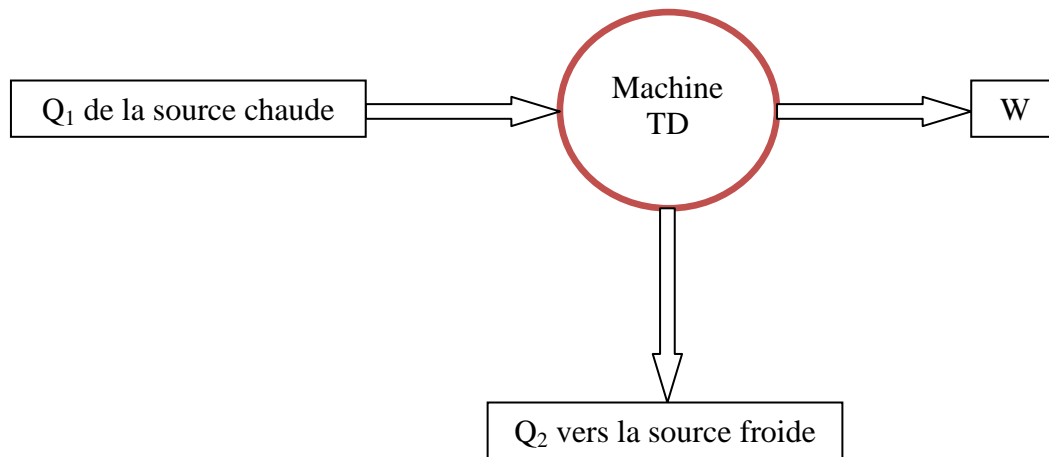 Q₁ de la source chaude
Machine
TD
W
Q₂ vers la source froide